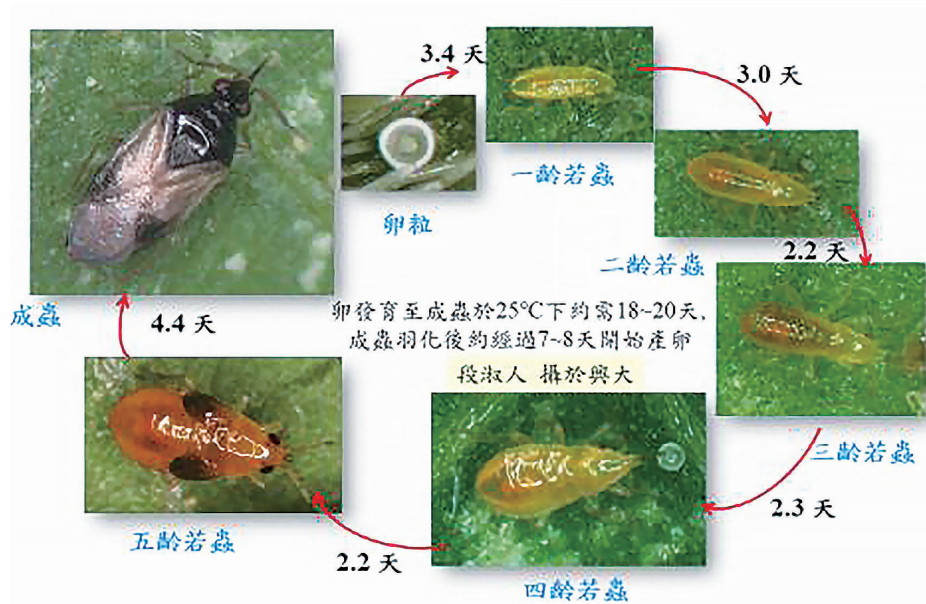 3.4 天
3.0 天
一齡若蟲
卵粒
二齡若蟲
2.2 天
成蟲
4.4 天
卵發育至成蟲於25°C下約需18~20天,
成蟲羽化後約經過7~8天開始產卵
段淑人 攝於興大
三齡若蟲
2.3 天
五齡若蟲
2.2 天
四齡若蟲